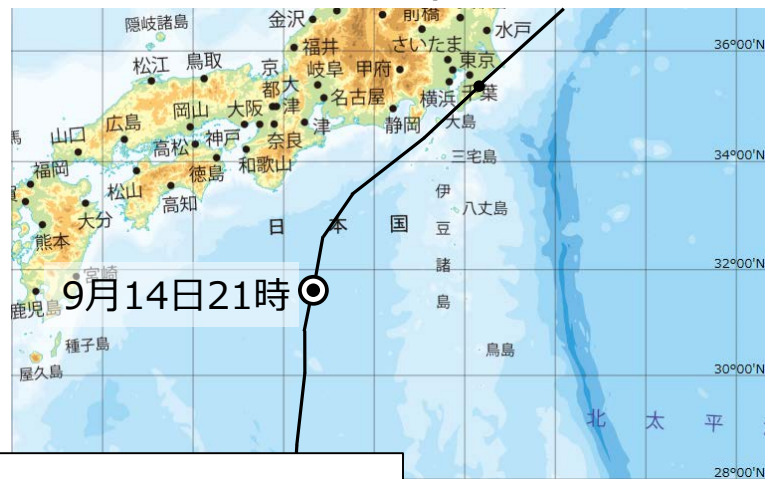 隠岐諸島
金沢
前橋
水戸
福井
さいたま
36°00'N
松江
鳥取
岐阜
甲府
東京
京都
大津
名古屋
横浜
千葉
岡山
大阪
広島
神戸
津
静岡
大島
山口
高松
奈良
34°00'N
福岡
徳島
和歌山
三宅島
松山
高知
大分
日本国
八丈島
伊豆諸島
熊本
宮崎
32°00'N
9月14日21時
鹿児島
種子島
鳥島
屋久島
30°00'N
北太平
28°00'N